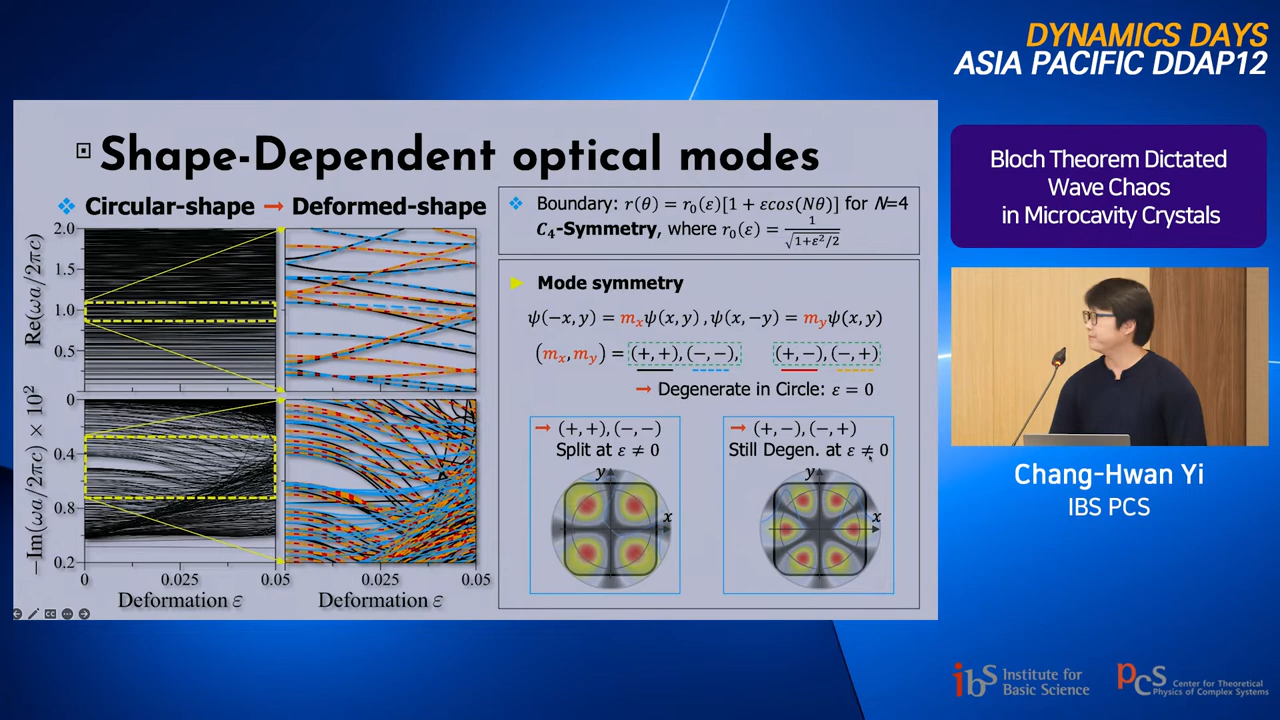 DYNAMICS DAYS
ASIA PACIFIC DDAP12
Shape-Dependent optical modes
Circular-shape → Deformed-shape
2.0
1.5
1.0
0.5
Re(ωa/2πc)
0
0.4
0.8
0.2
−Im(ωa/2πc) × 10²
0 0.025 0.05
Deformation ε
0.025 0.05
Deformation ε
Boundary: r(θ) = r₀(ε)[1 + εcos(Nθ)] for N=4
C₄-Symmetry, where r₀(ε) = 1/√(1+ε²/2)
Mode symmetry
ψ(−x, y) = mₓψ(x, y) , ψ(x, −y) = m_yψ(x, y)
(mₓ, m_y) = (+, +), (−, −), (+, −), (−, +)
→ Degenerate in Circle: ε = 0
→ (+, +), (−, −)
Split at ε ≠ 0
y
x
→ (+, −), (−, +)
Still Degen. at ε ≠ 0
y
x
CC
Bloch Theorem Dictated
Wave Chaos
in Microcavity Crystals
Chang-Hwan Yi
IBS PCS
ibS Institute for
Basic Science
pcs Center for Theoretical
Physics of Complex Systems